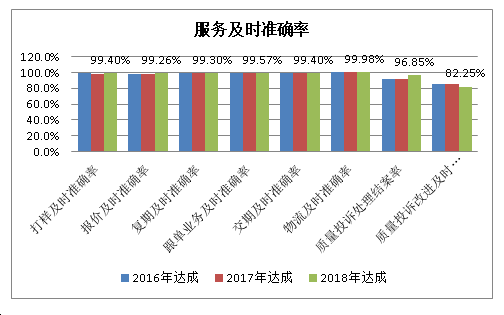 服务及时准确率
120.0%
100.0%
80.0%
60.0%
40.0%
20.0%
0.0%
99.40%
99.26%
99.30%
99.57%
99.40%
99.98%
96.85%
82.25%
打样及时准确率
报价及时准确率
复期及时准确率
跟单业务及时准确率
交期及时准确率
物流及时准确率
质量投诉处理结案率
质量投诉改进及时…
2016年达成
2017年达成
2018年达成